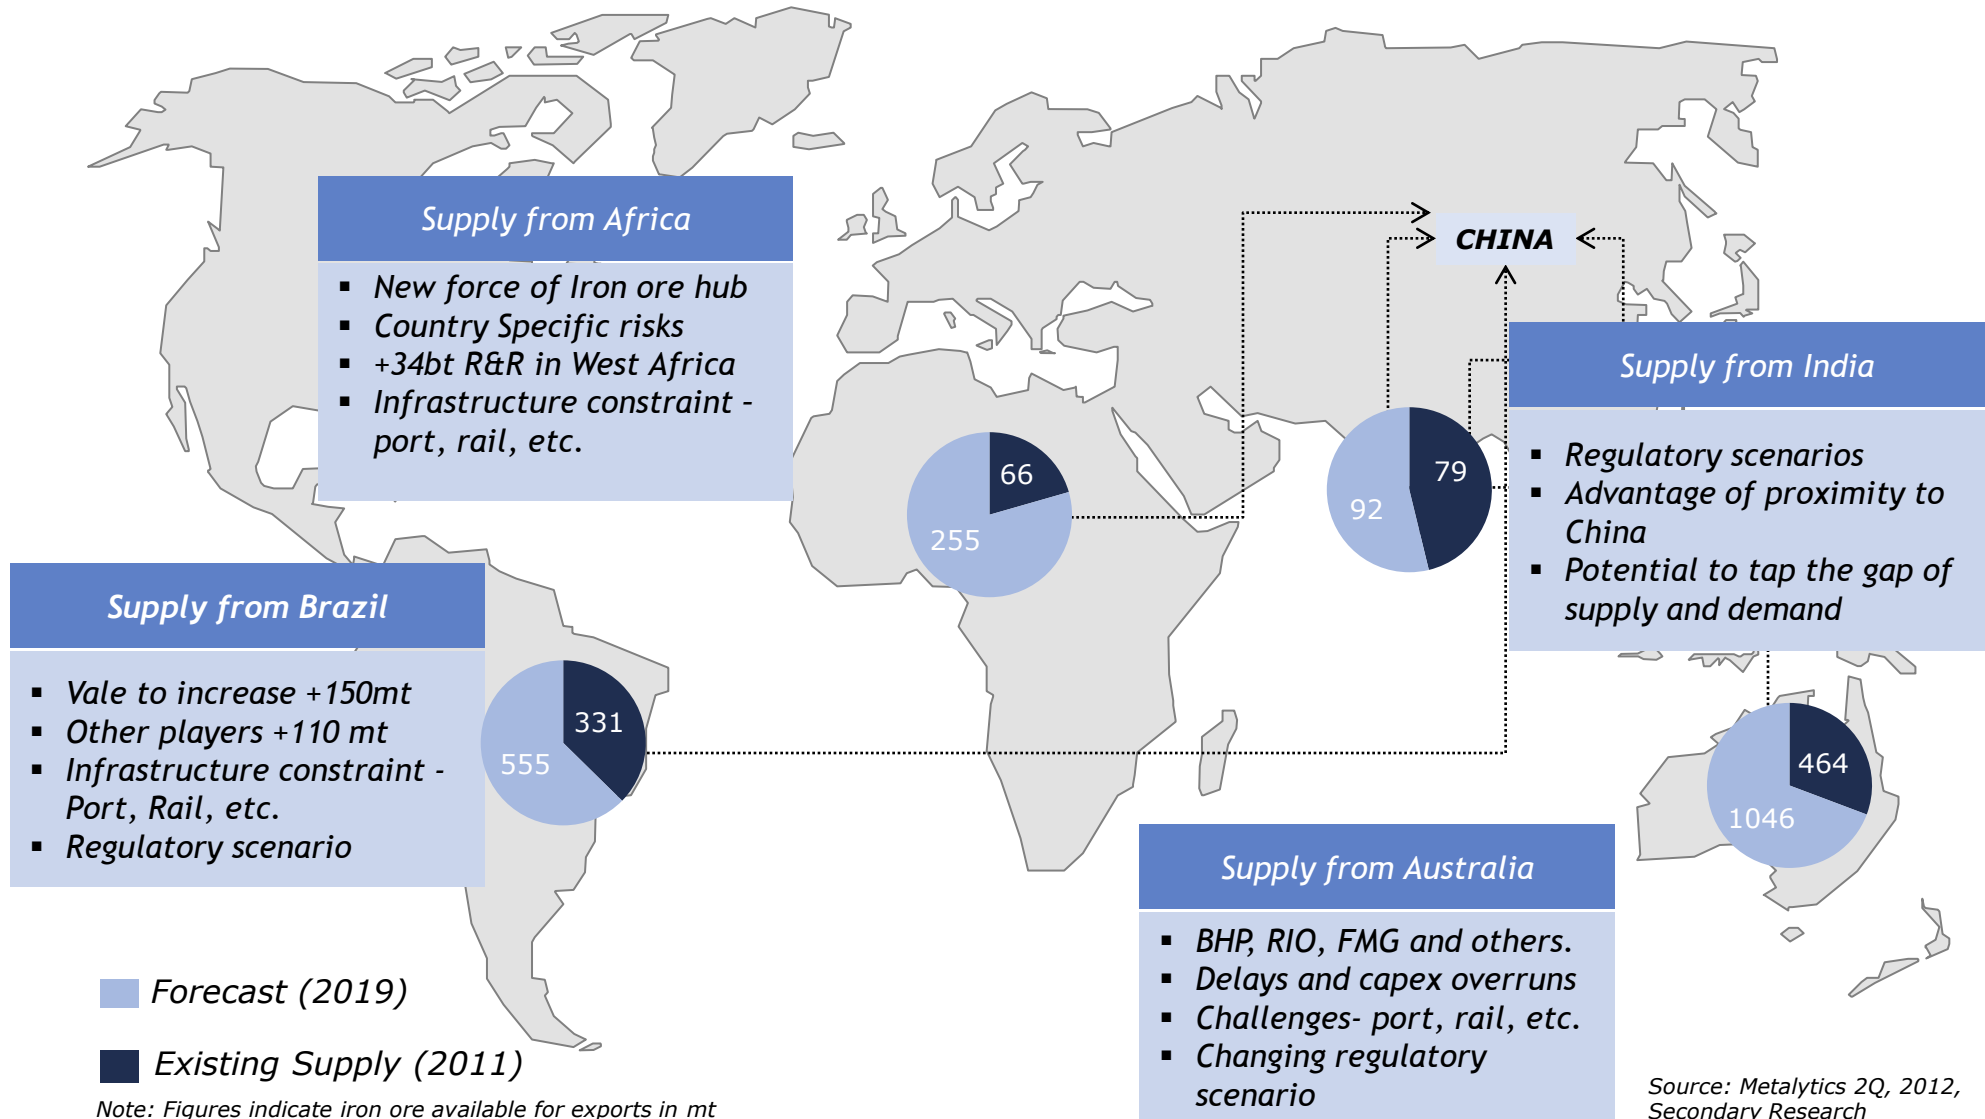 Supply from Africa
▪ New force of Iron ore hub
▪ Country Specific risks
▪ +34bt R&R in West Africa
▪ Infrastructure constraint –
port, rail, etc.
CHINA
Supply from India
▪ Regulatory scenarios
▪ Advantage of proximity to
China
▪ Potential to tap the gap of
supply and demand
66
255
79
92
Supply from Brazil
▪ Vale to increase +150mt
▪ Other players +110 mt
▪ Infrastructure constraint -
Port, Rail, etc.
▪ Regulatory scenario
331
555
464
1046
Supply from Australia
▪ BHP, RIO, FMG and others.
▪ Delays and capex overruns
▪ Challenges- port, rail, etc.
▪ Changing regulatory
scenario
Forecast (2019)
Existing Supply (2011)
Note: Figures indicate iron ore available for exports in mt
Source: Metalytics 2Q, 2012,
Secondary Research